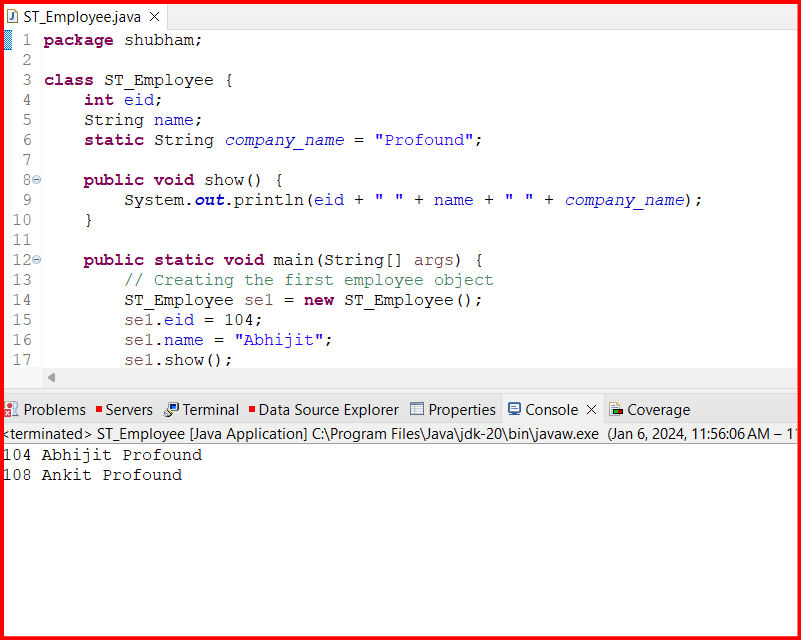 ST_Employee.java
1 package shubham;
2
3 class ST_Employee {
4     int eid;
5     String name;
6     static String company_name = "Profound";
7
8     public void show() {
9         System.out.println(eid + " " + name + " " + company_name);
10     }
11
12     public static void main(String[] args) {
13         // Creating the first employee object
14         ST_Employee se1 = new ST_Employee();
15         se1.eid = 104;
16         se1.name = "Abhijit";
17         se1.show();
Problems Servers Terminal Data Source Explorer Properties Console Coverage
<terminated> ST_Employee [Java Application] C:\Program Files\Java\jdk-20\bin\javaw.exe (Jan 6, 2024, 11:56:06 AM –
104 Abhijit Profound
108 Ankit Profound